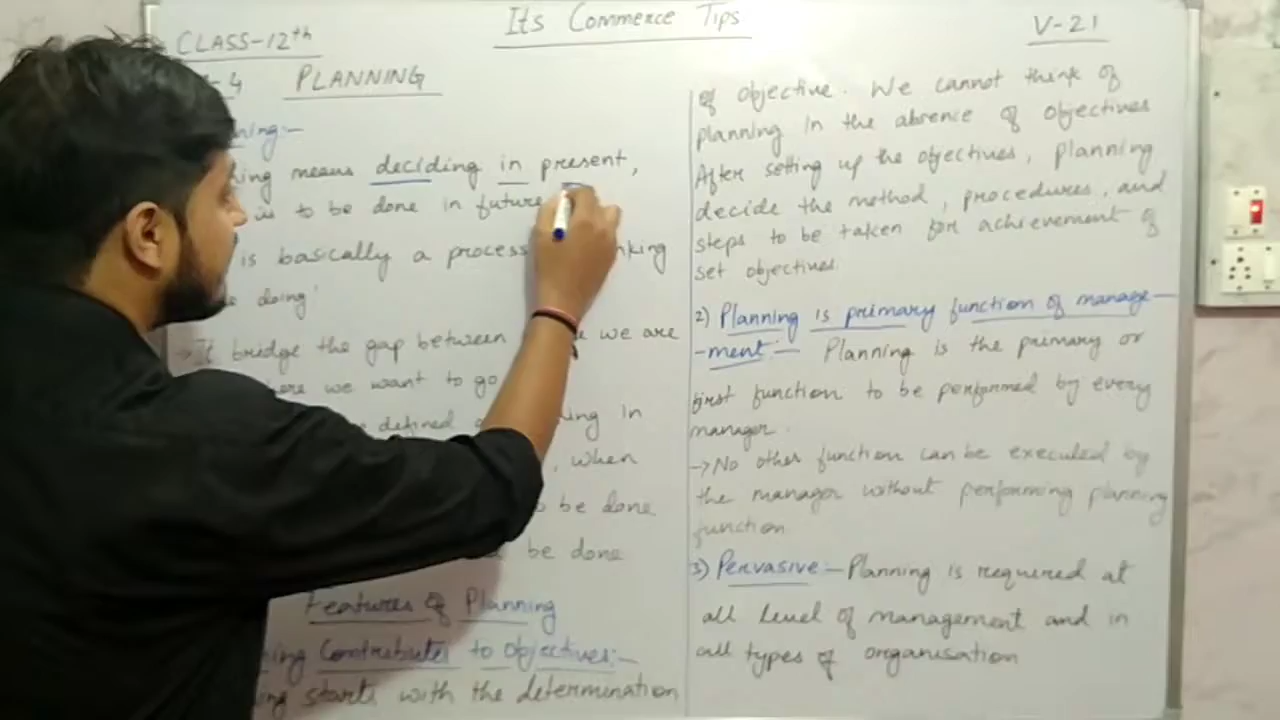 Its Commerce Tips
V-21
CLASS-12th
4 PLANNING
ning:-
ing means deciding in present,
is to be done in future
is basically a process nking
doing'
→ It bridge the gap between we are
here we want to go
defined ing in
, when
to be done
be done
Features of Planning
ning Contributes to Objectives:-
ing starts with the determination
of objective. We cannot think of
planning in the absence of objectives
After setting up the objectives, planning
decide the method, procedures, and
steps to be taken for achievement of
set objectives.
2) Planning is primary function of manage-
-ment:- Planning is the primary or
first function to be performed by every
manager.
→ No other function can be executed by
the manager without performing planning
function
3) Pervasive:- Planning is required at
all level of management and in
all types of organisation